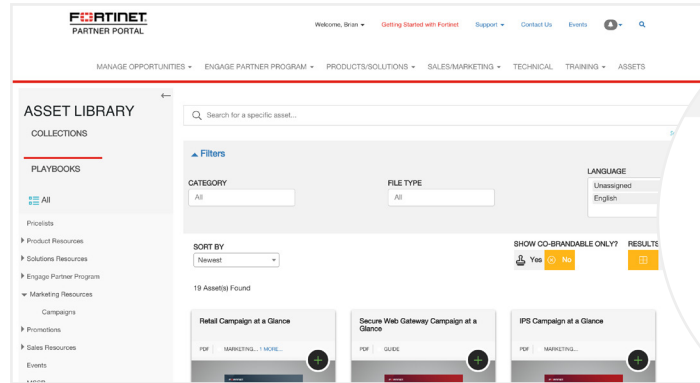 FORTINET
PARTNER PORTAL
Welcome, Brian
Getting Started with Fortinet
Support
Contact Us
Events
MANAGE OPPORTUNITIES
ENGAGE PARTNER PROGRAM
PRODUCTS/SOLUTIONS
SALES/MARKETING
TECHNICAL
TRAINING
ASSETS
ASSET LIBRARY
COLLECTIONS
PLAYBOOKS
All
Pricelists
Product Resources
Solutions Resources
Engage Partner Program
Marketing Resources
Campaigns
Promotions
Sales Resources
Events
Search for a specific asset...
Filters
CATEGORY
All
FILE TYPE
All
LANGUAGE
Unassigned
English
SORT BY
Newest
SHOW CO-BRANDABLE ONLY?
Yes
No
RESULTS
19 Asset(s) Found
Retail Campaign at a Glance
PDF
MARKETING... 1 MORE...
Secure Web Gateway Campaign at a
Glance
PDF
GUIDE
IPS Campaign at a Glance
PDF
MARKETING...